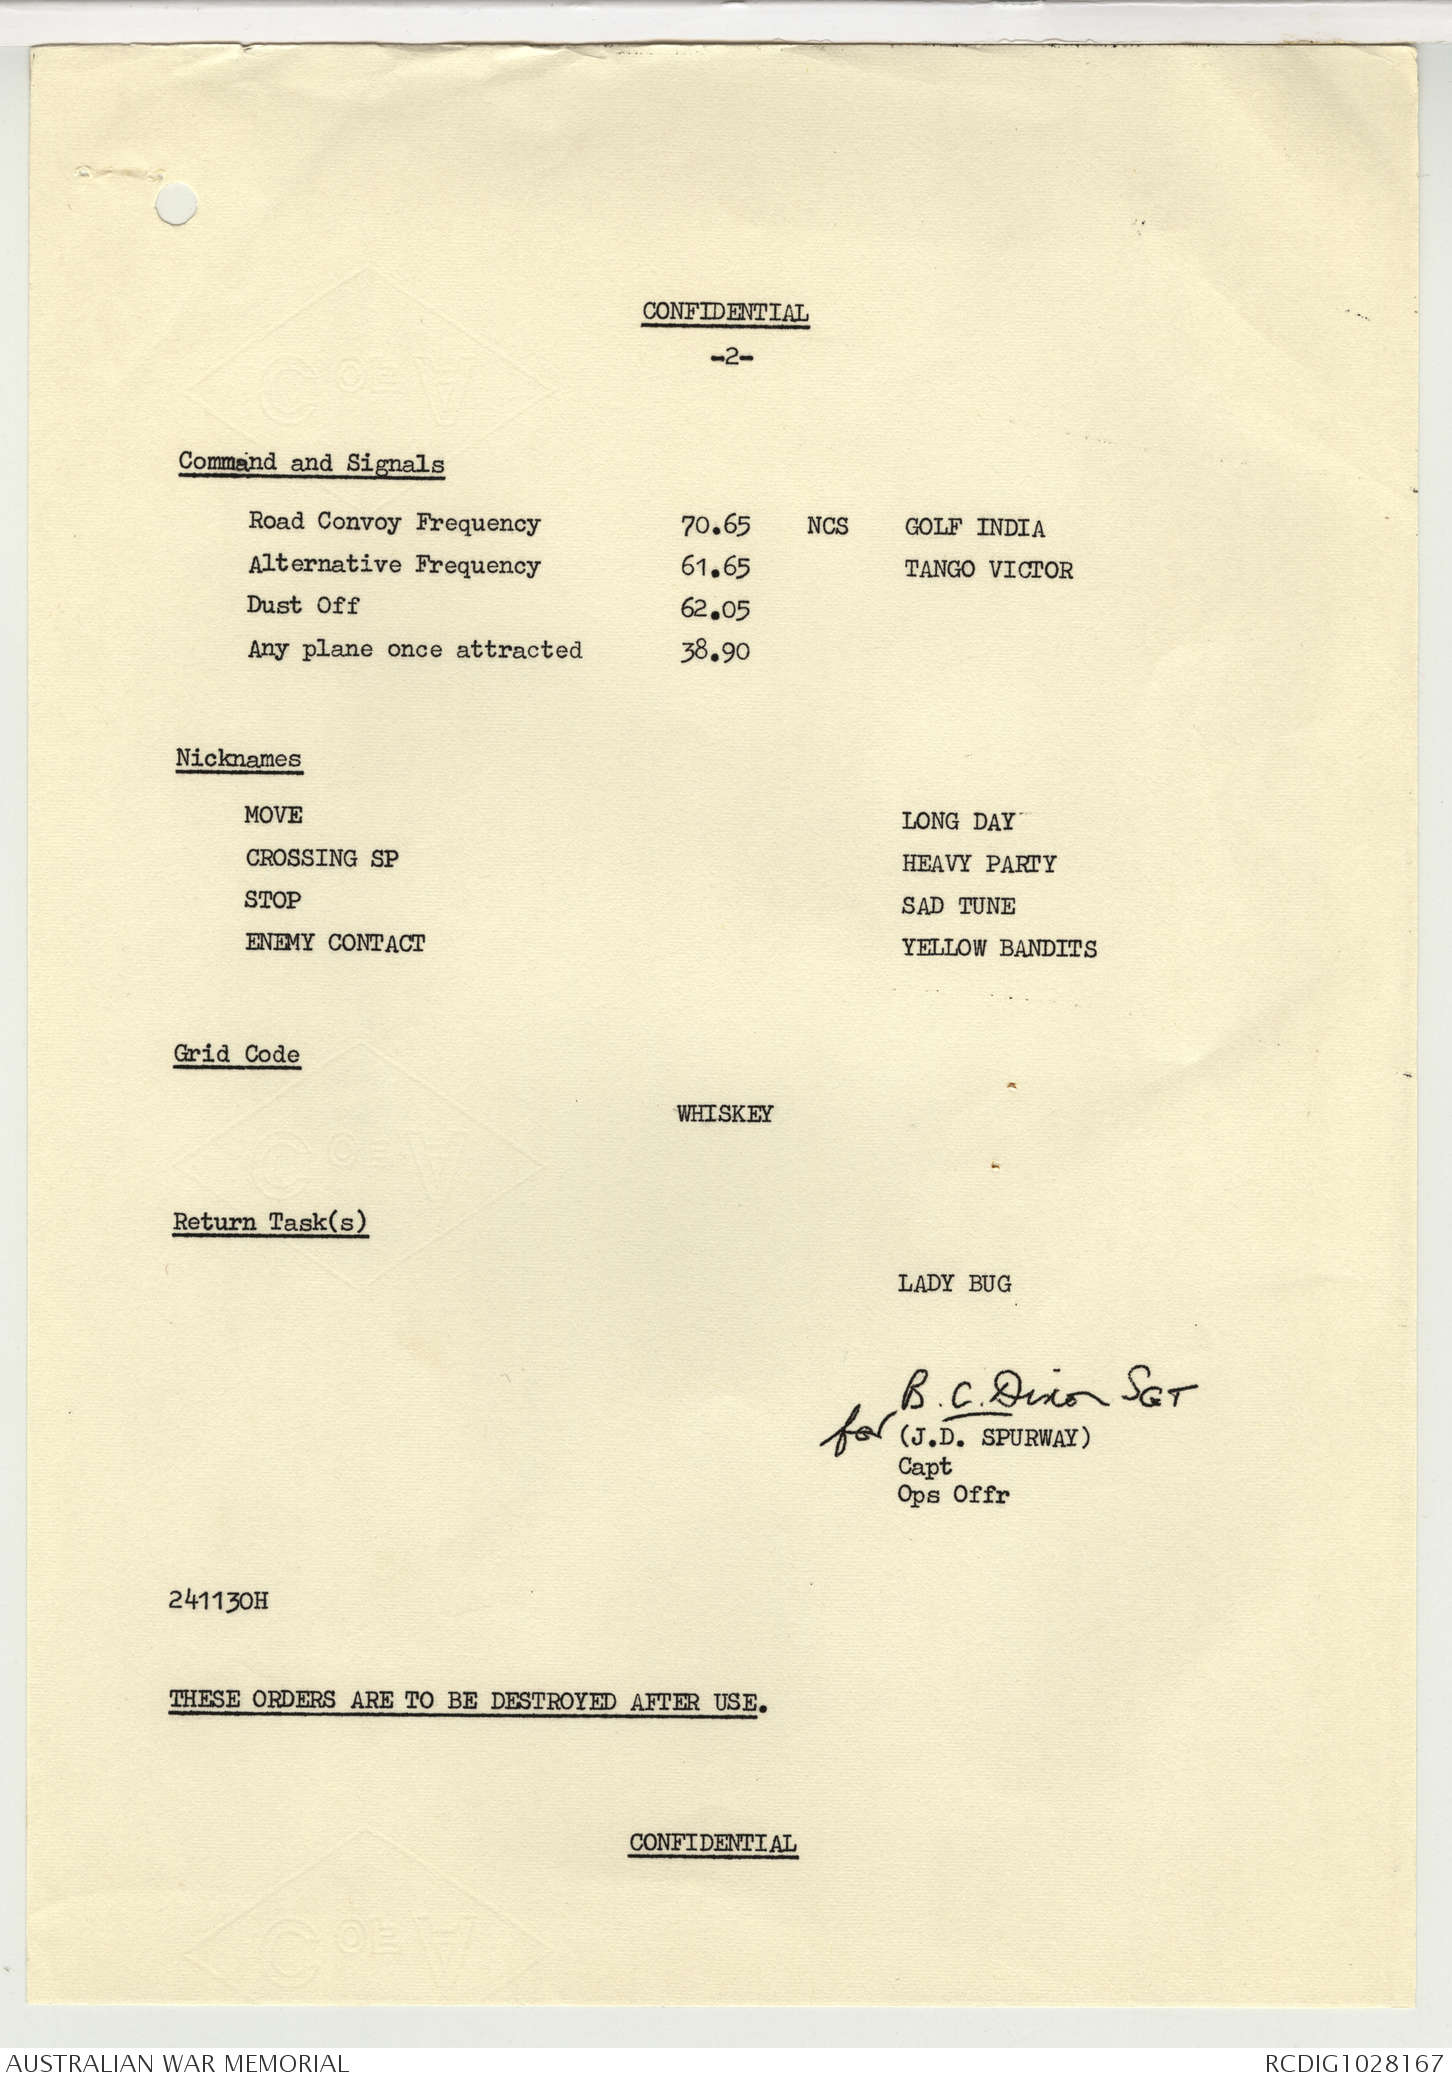 CONFIDENTIAL
-2-
Command and Signals
Road Convoy Frequency 70.65 NCS GOLF INDIA
Alternative Frequency 61.65 TANGO VICTOR
Dust Off 62.05
Any plane once attracted 38.90
Nicknames
MOVE LONG DAY
CROSSING SP HEAVY PARTY
STOP SAD TUNE
ENEMY CONTACT YELLOW BANDITS
Grid Code
WHISKEY
Return Task(s)
LADY BUG
B.C. Dixon SGT
for (J.D. SPURWAY)
Capt
Ops Offr
241130H
THESE ORDERS ARE TO BE DESTROYED AFTER USE.
CONFIDENTIAL
C OF A
C OF A
C OF A
AUSTRALIAN WAR MEMORIAL RCDIG1028167